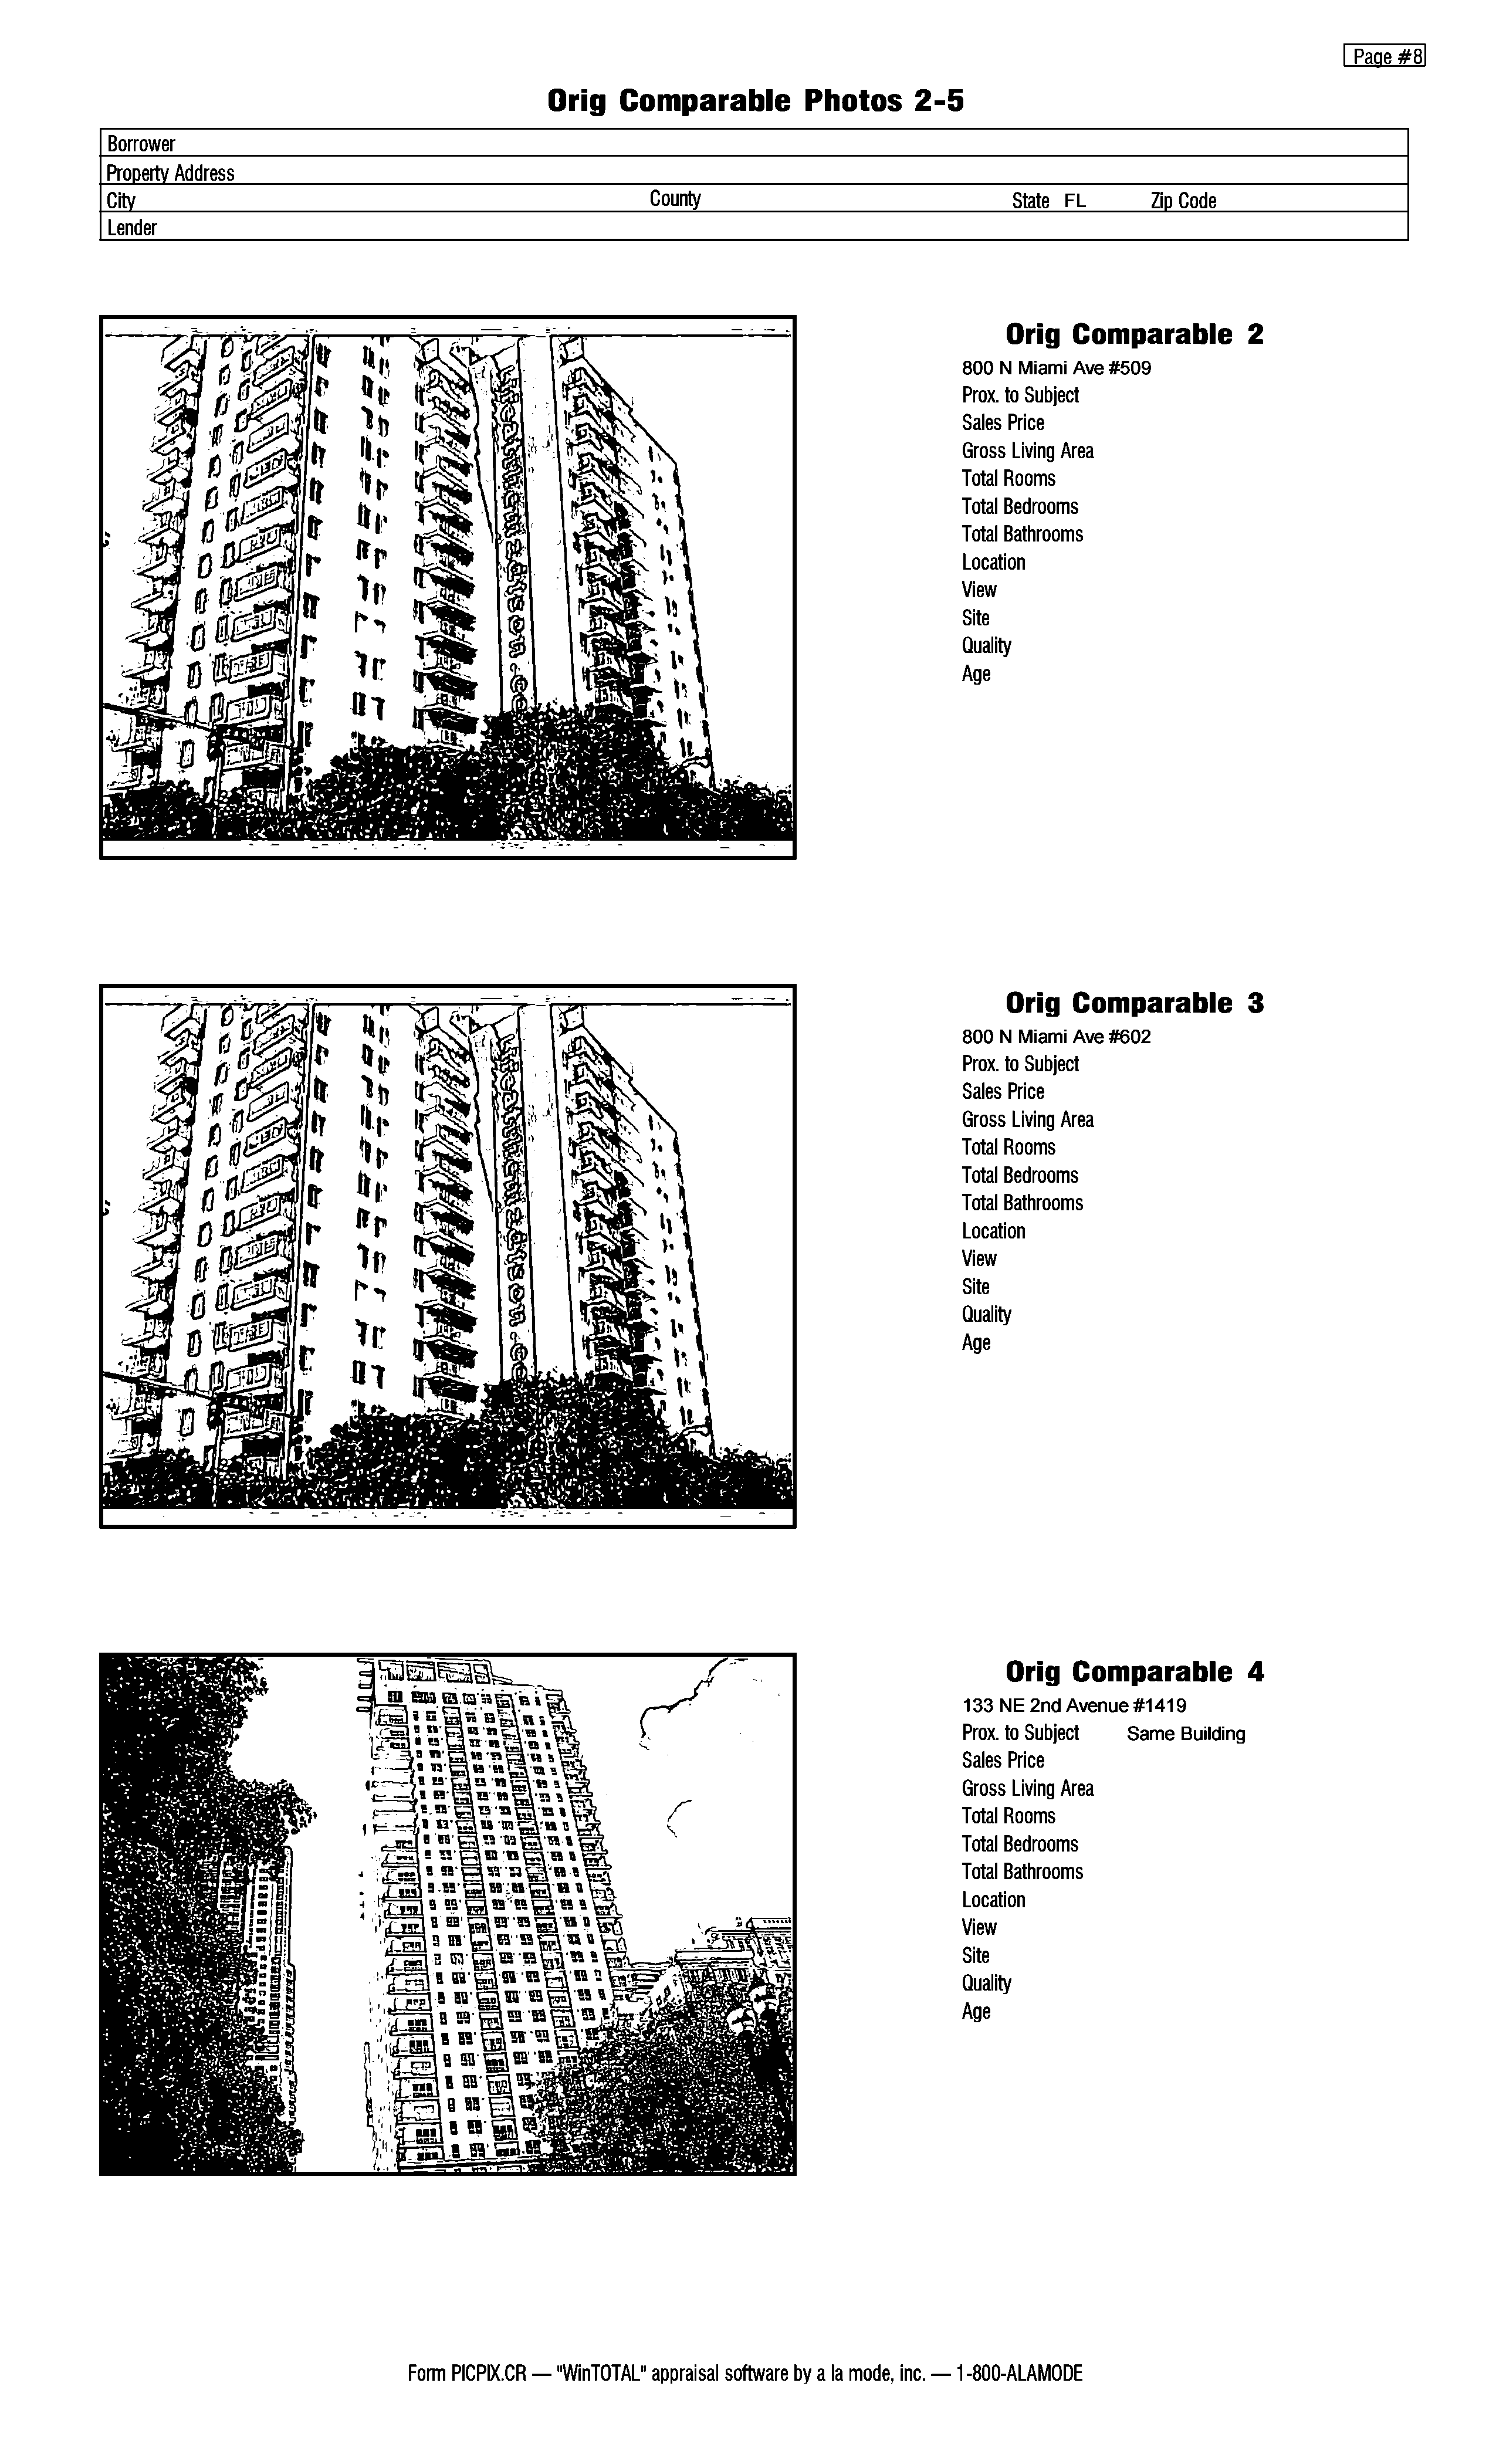 Page #8
Orig Comparable Photos 2-5
Borrower
Property Address
City County State FL Zip Code
Lender
Orig Comparable 2
800 N Miami Ave #509
Prox. to Subject
Sales Price
Gross Living Area
Total Rooms
Total Bedrooms
Total Bathrooms
Location
View
Site
Quality
Age
Orig Comparable 3
800 N Miami Ave #602
Prox. to Subject
Sales Price
Gross Living Area
Total Rooms
Total Bedrooms
Total Bathrooms
Location
View
Site
Quality
Age
Orig Comparable 4
133 NE 2nd Avenue #1419
Prox. to Subject Same Building
Sales Price
Gross Living Area
Total Rooms
Total Bedrooms
Total Bathrooms
Location
View
Site
Quality
Age
Form PICPIX.CR — "WinTOTAL" appraisal software by a la mode, inc. — 1-800-ALAMODE